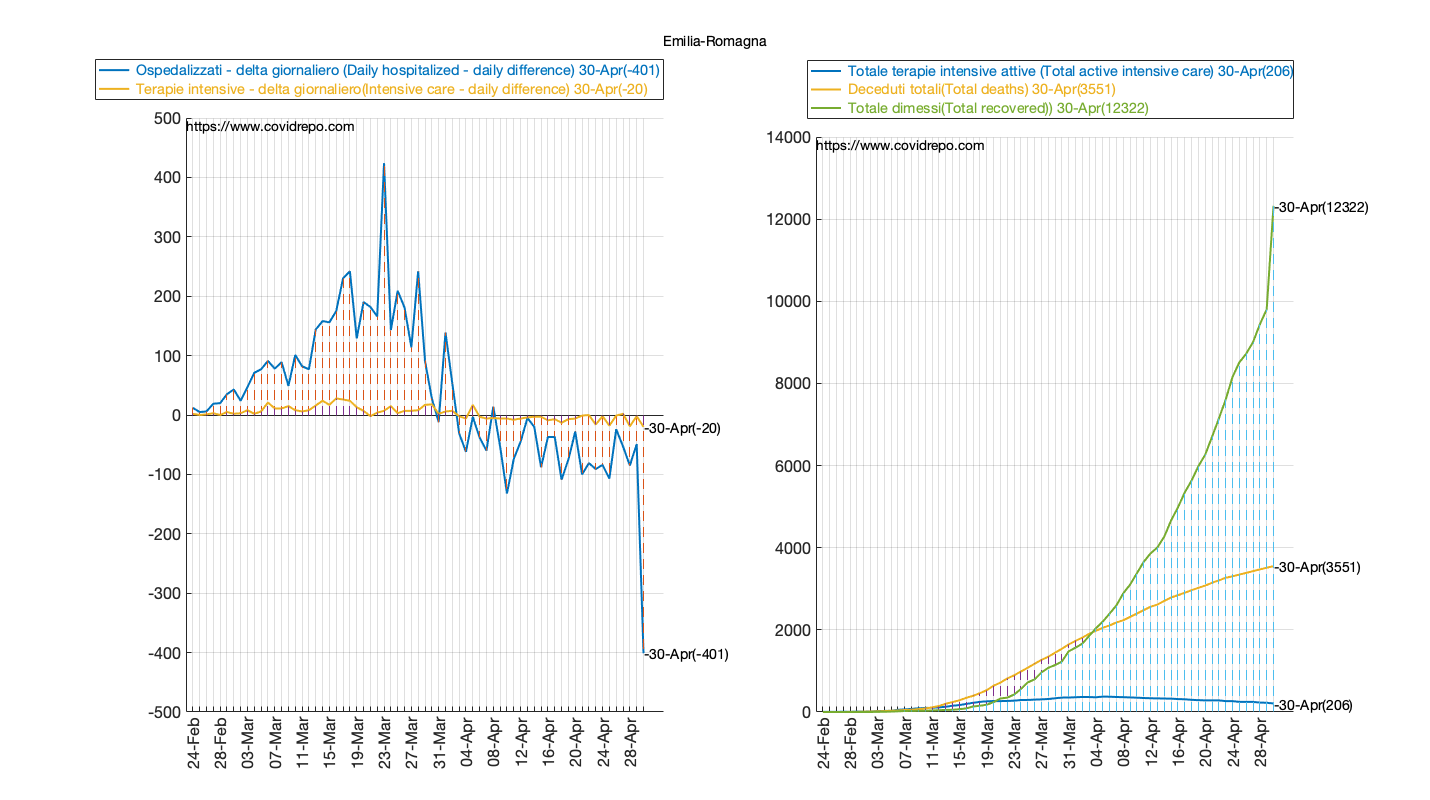 Emilia-Romagna
Ospedalizzati - delta giornaliero (Daily hospitalized - daily difference) 30-Apr(-401)
Terapie intensive - delta giornaliero(Intensive care - daily difference) 30-Apr(-20)
https://www.covidrepo.com
500
400
300
200
100
0
-100
-200
-300
-400
-500
-30-Apr(-20)
-30-Apr(-401)
24-Feb
28-Feb
03-Mar
07-Mar
11-Mar
15-Mar
19-Mar
23-Mar
27-Mar
31-Mar
04-Apr
08-Apr
12-Apr
16-Apr
20-Apr
24-Apr
28-Apr
Totale terapie intensive attive (Total active intensive care) 30-Apr(206)
Deceduti totali(Total deaths) 30-Apr(3551)
Totale dimessi(Total recovered)) 30-Apr(12322)
https://www.covidrepo.com
14000
12000
10000
8000
6000
4000
2000
0
-30-Apr(12322)
-30-Apr(3551)
-30-Apr(206)
24-Feb
28-Feb
03-Mar
07-Mar
11-Mar
15-Mar
19-Mar
23-Mar
27-Mar
31-Mar
04-Apr
08-Apr
12-Apr
16-Apr
20-Apr
24-Apr
28-Apr